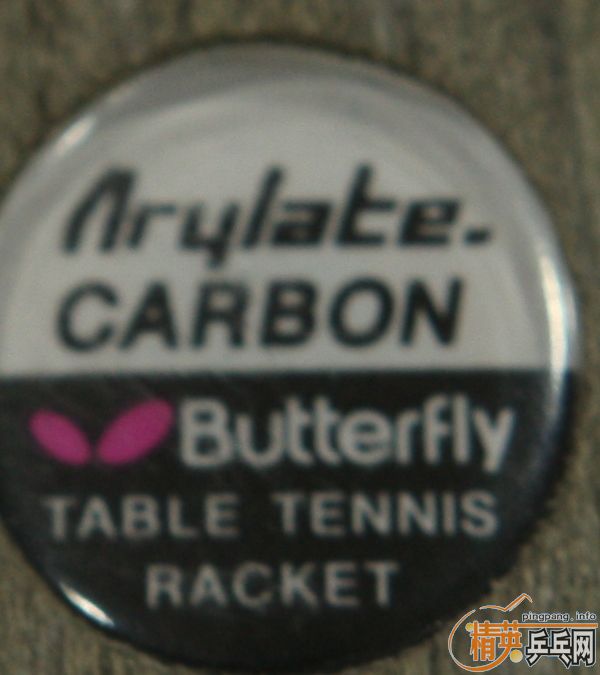 Arylate-
CARBON
Butterfly
TABLE TENNIS
RACKET
pingpang.info
精英乒乓网